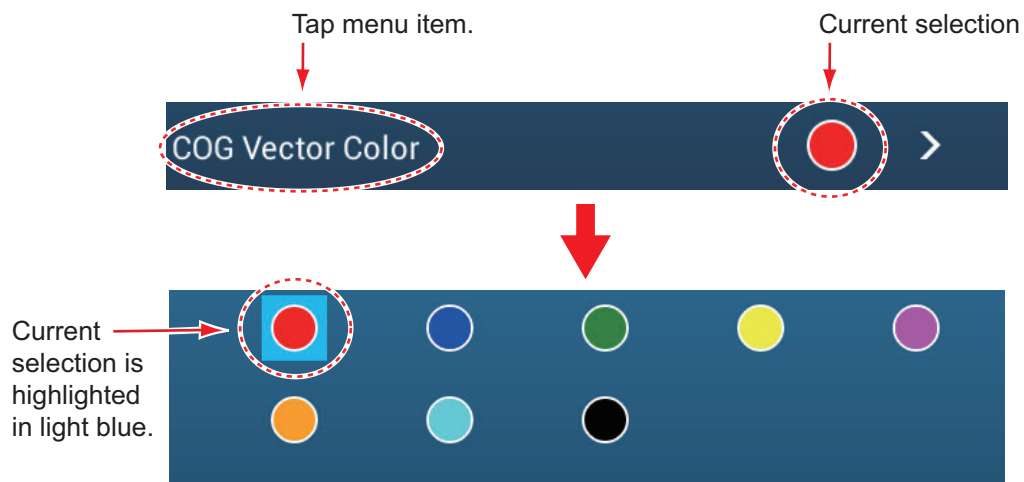 Tap menu item.
Current selection
COG Vector Color
Current
selection is
highlighted
in light blue.